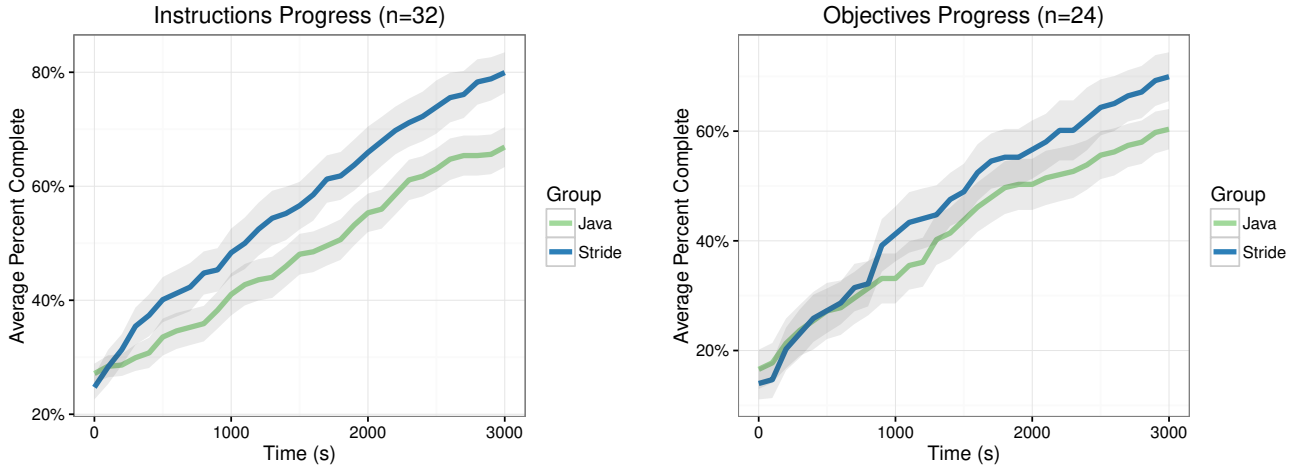 Instructions Progress (n=32)
Average Percent Complete
80%
60%
40%
20%
0
1000
2000
3000
Time (s)
Group
Java
Stride
Objectives Progress (n=24)
Average Percent Complete
60%
40%
20%
0
1000
2000
3000
Time (s)
Group
Java
Stride